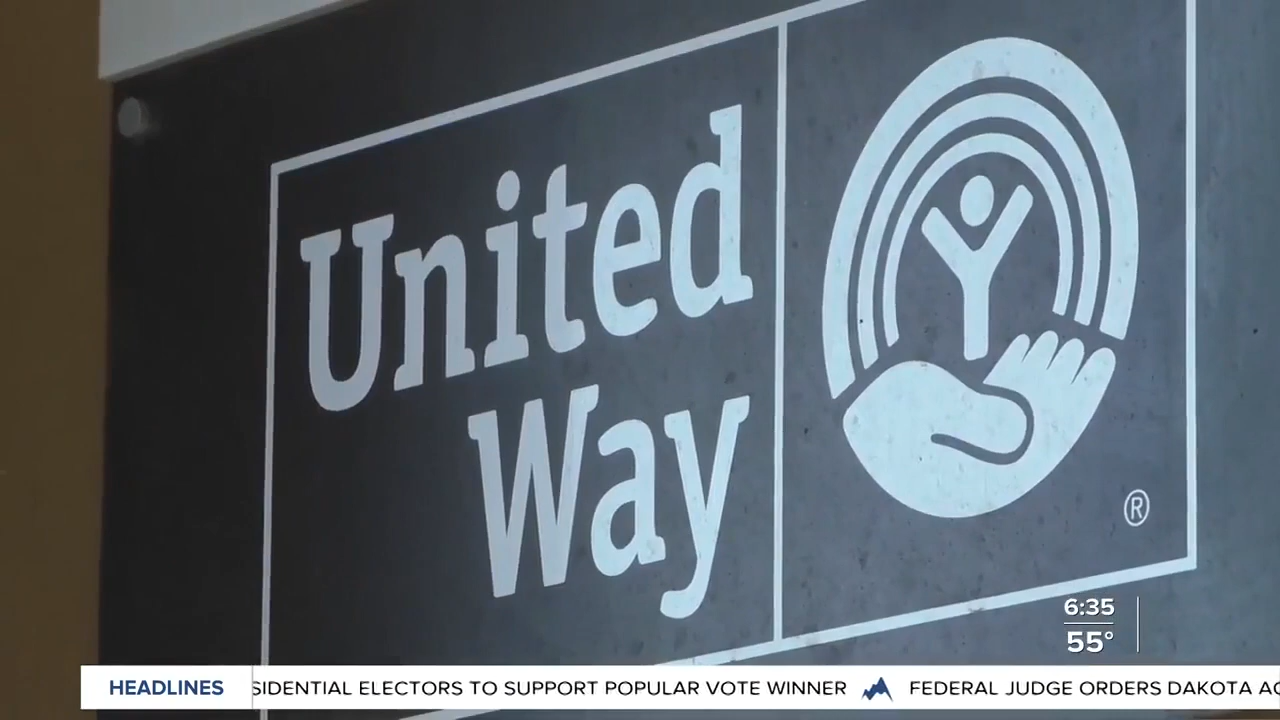 United
Way
®
6:35
55°
HEADLINES
SIDENTIAL ELECTORS TO SUPPORT POPULAR VOTE WINNER FEDERAL JUDGE ORDERS DAKOTA AC